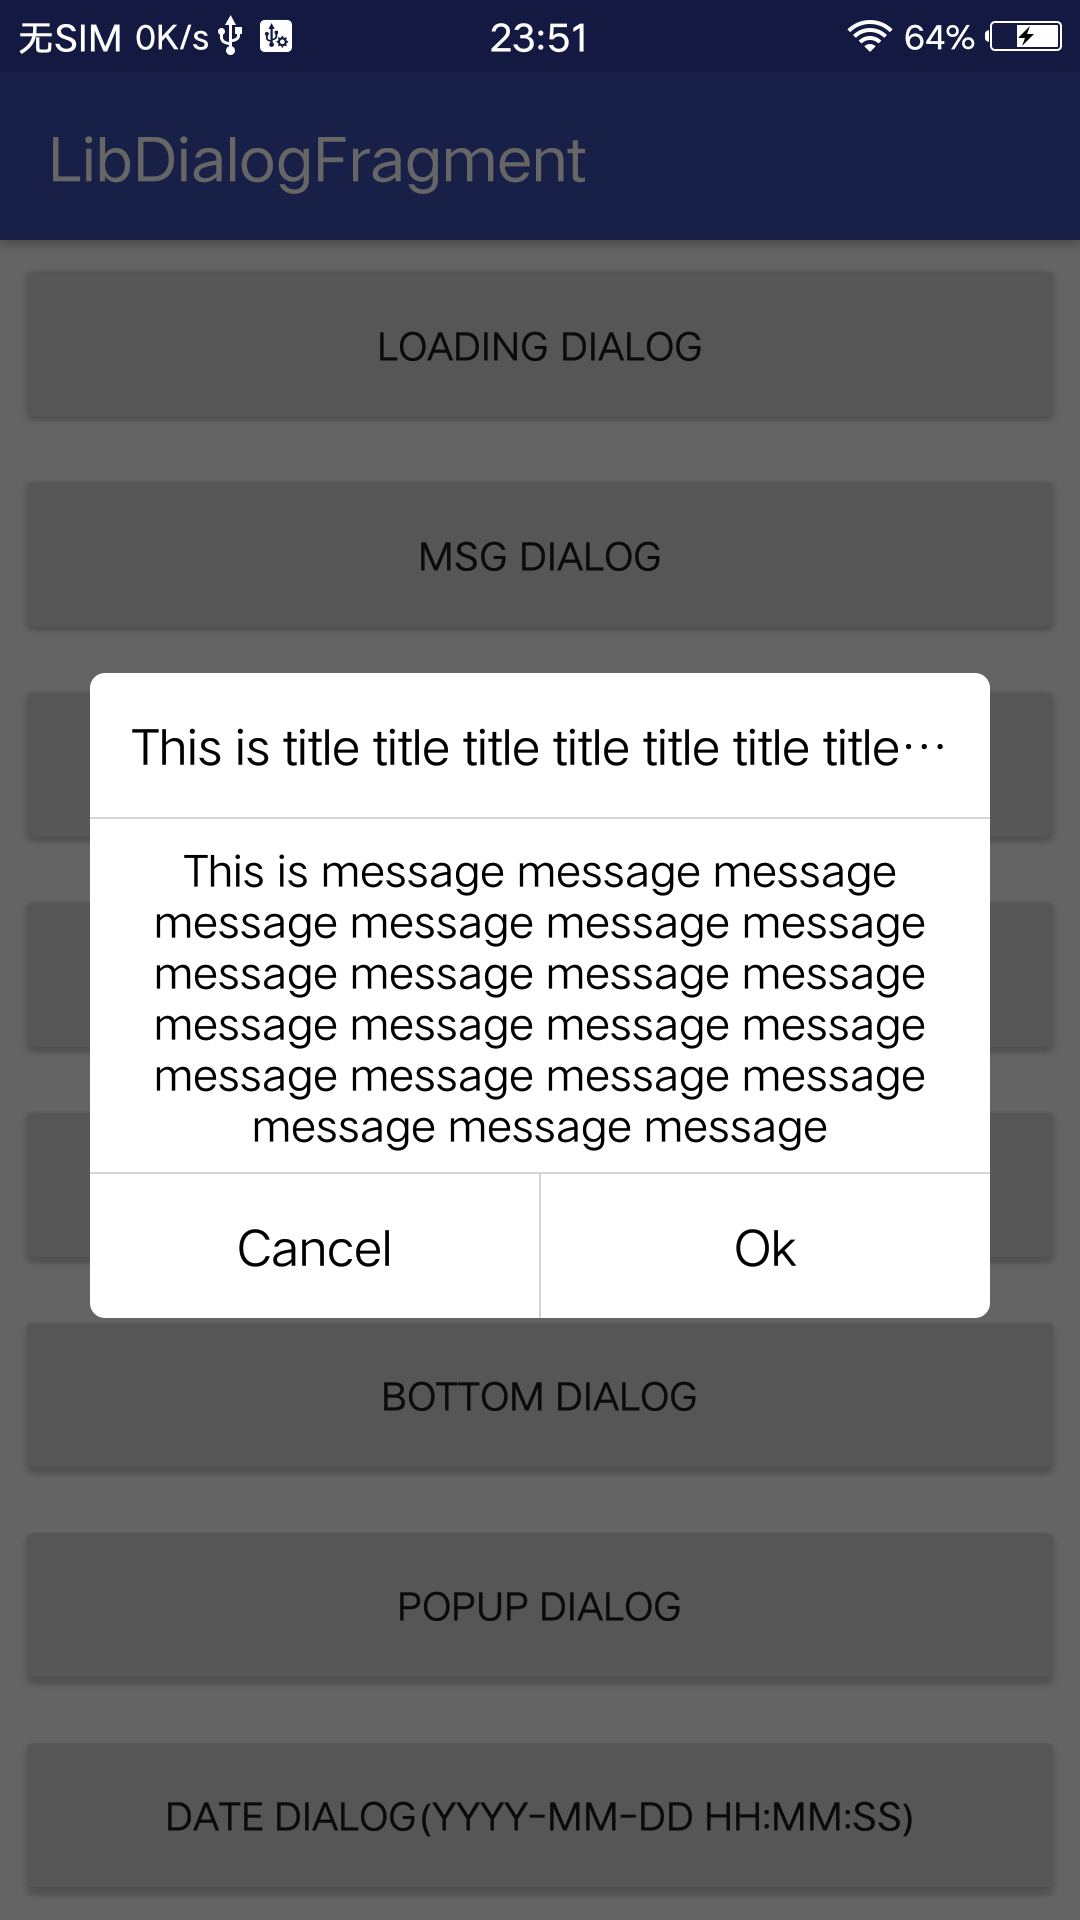 无SIM 0K/s 23:51 64%
LibDialogFragment
LOADING DIALOG
MSG DIALOG
This is title title title title title title title…
This is message message message
message message message message
message message message message
message message message message
message message message message
message message message
Cancel Ok
BOTTOM DIALOG
POPUP DIALOG
DATE DIALOG(YYYY-MM-DD HH:MM:SS)